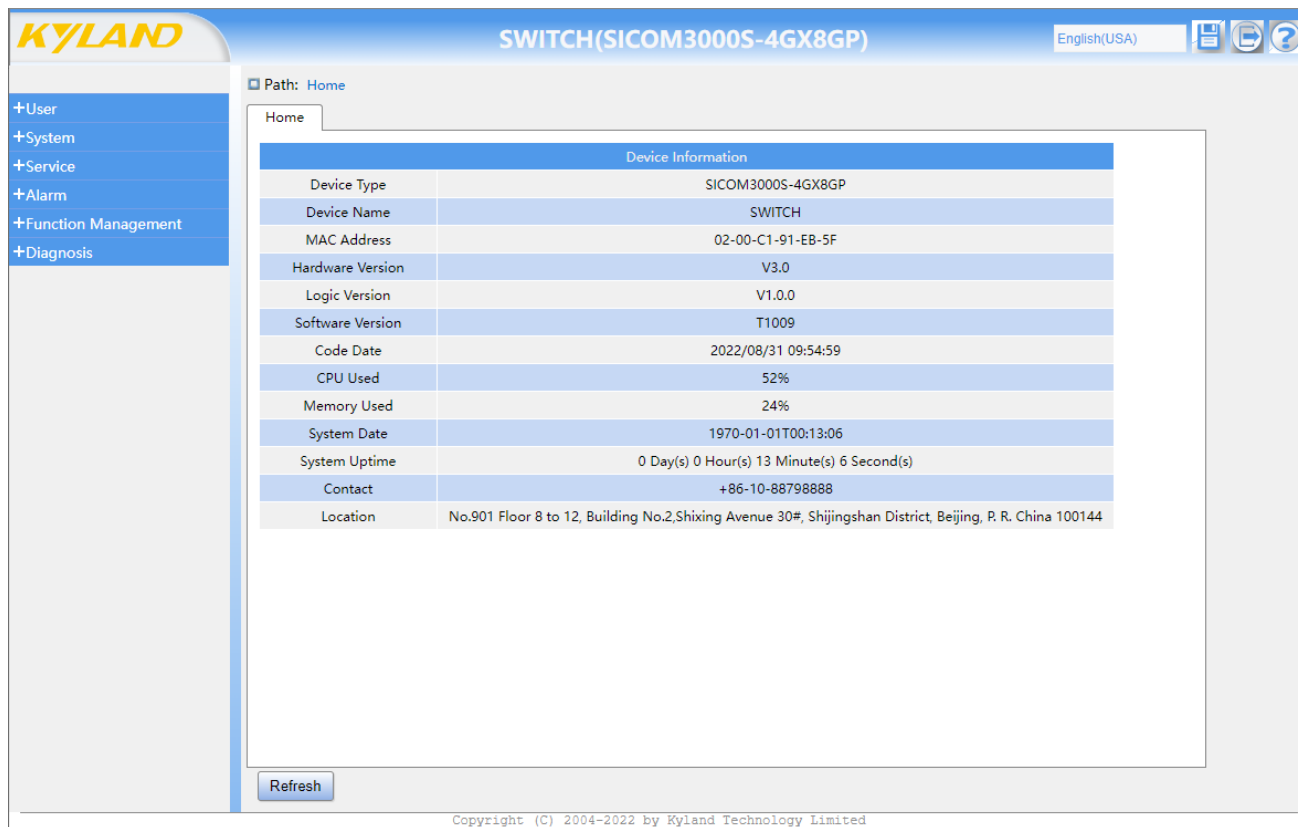 KYLAND
SWITCH(SICOM3000S-4GX8GP)
English(USA)
Path: Home
+User
+System
+Service
+Alarm
+Function Management
+Diagnosis
Home
Device Information
Device Type SICOM3000S-4GX8GP
Device Name SWITCH
MAC Address 02-00-C1-91-EB-5F
Hardware Version V3.0
Logic Version V1.0.0
Software Version T1009
Code Date 2022/08/31 09:54:59
CPU Used 52%
Memory Used 24%
System Date 1970-01-01T00:13:06
System Uptime 0 Day(s) 0 Hour(s) 13 Minute(s) 6 Second(s)
Contact +86-10-88798888
Location No.901 Floor 8 to 12, Building No.2,Shixing Avenue 30#, Shijingshan District, Beijing, P. R. China 100144
Refresh
Copyright (C) 2004-2022 by Kyland Technology Limited